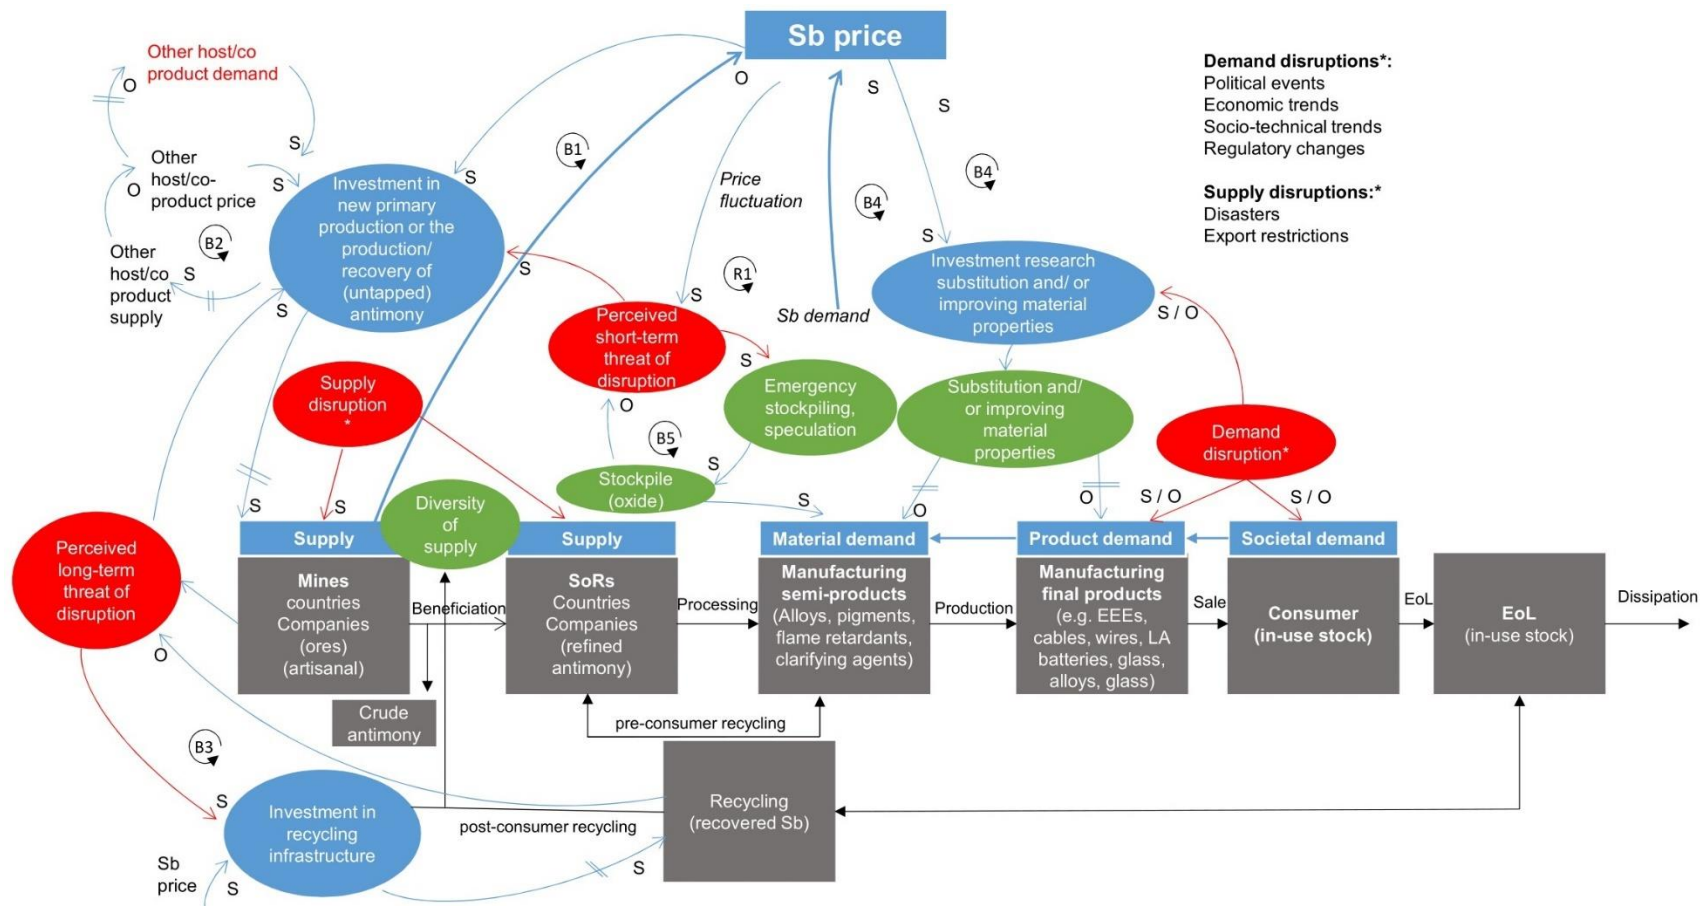 Sb price
Demand disruptions*:
Political events
Economic trends
Socio-technical trends
Regulatory changes
Supply disruptions:*
Disasters
Export restrictions
Other host/co
product demand
O
S
O
S
S
Other
host/co-
product price
S
S
O
B1
B4
B4
Price
fluctuation
Investment in
new primary
production or the
production/
recovery of
(untapped)
antimony
B2
Other
host/co
product
supply
S
S
S
S
R1
S
Sb demand
Investment research
substitution and/ or
improving material
properties
S / O
Perceived
short-term
threat of
disruption
S
Supply
disruption
*
Emergency
stockpiling,
speculation
Substitution and/
or improving
material
properties
Demand
disruption*
O
B5
S
Stockpile
(oxide)
S
S
S
O
O
S / O
S / O
Diversity
of
supply
Perceived
long-term
threat of
disruption
Supply
Supply
Material demand
Product demand
Societal demand
Mines
countries
Companies
(ores)
(artisanal)
Beneficiation
SoRs
Countries
Companies
(refined
antimony)
Processing
Manufacturing
semi-products
(Alloys, pigments,
flame retardants,
clarifying agents)
Production
Manufacturing
final products
(e.g. EEEs,
cables, wires, LA
batteries, glass,
alloys, glass)
Sale
Consumer
(in-use stock)
EoL
EoL
(in-use stock)
Dissipation
O
Crude
antimony
pre-consumer recycling
B3
S
Investment in
recycling
infrastructure
post-consumer recycling
Recycling
(recovered Sb)
Sb
price
S
S